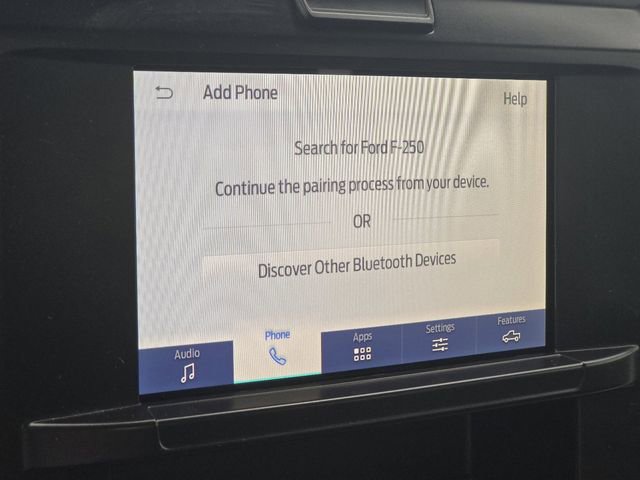 Add Phone
Help
Search for Ford F-250
Continue the pairing process from your device.
OR
Discover Other Bluetooth Devices
Audio
Phone
Apps
Settings
Features